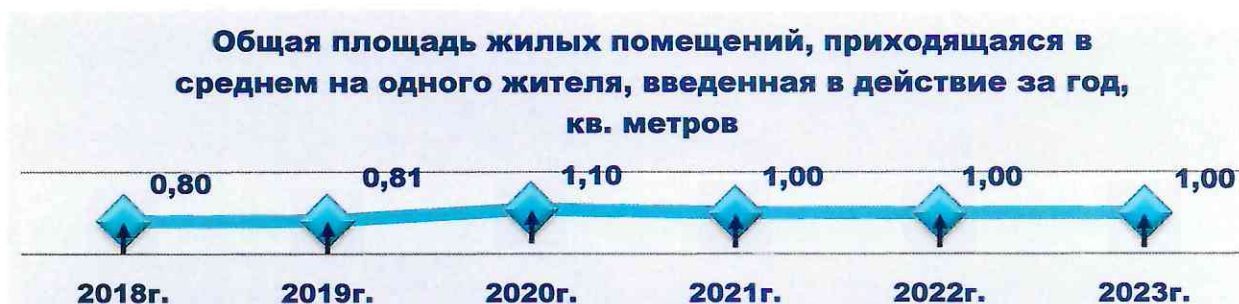 Общая площадь жилых помещений, приходящаяся в
среднем на одного жителя, введенная в действие за год,
кв. метров
0,80 0,81 1,10 1,00 1,00 1,00
2018г. 2019г. 2020г. 2021г. 2022г. 2023г.